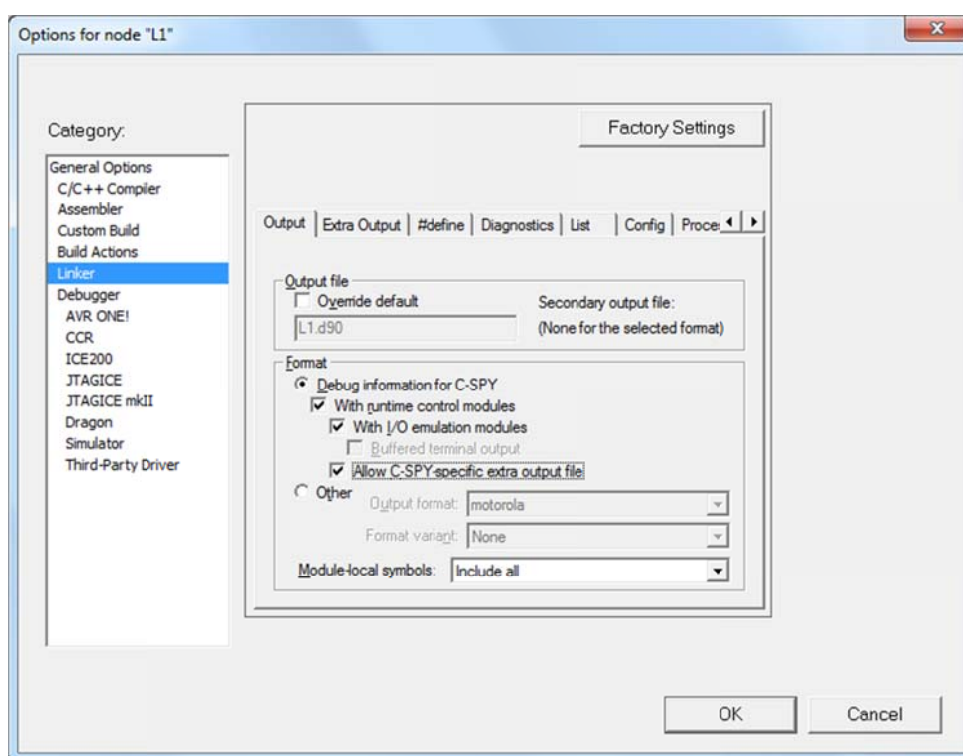 Options for node "L1"
Category:
General Options
C/C++ Compiler
Assembler
Custom Build
Build Actions
Linker
Debugger
AVR ONE!
CCR
ICE200
JTAGICE
JTAGICE mkII
Dragon
Simulator
Third-Party Driver
Factory Settings
Output Extra Output #define Diagnostics List Config Proce
Output file
Override default
L1.d90
Secondary output file:
(None for the selected format)
Format
Debug information for C-SPY
With runtime control modules
With I/O emulation modules
Buffered terminal output
Allow C-SPY-specific extra output file
Other
Output format: motorola
Format variant: None
Module-local symbols: Include all
OK Cancel